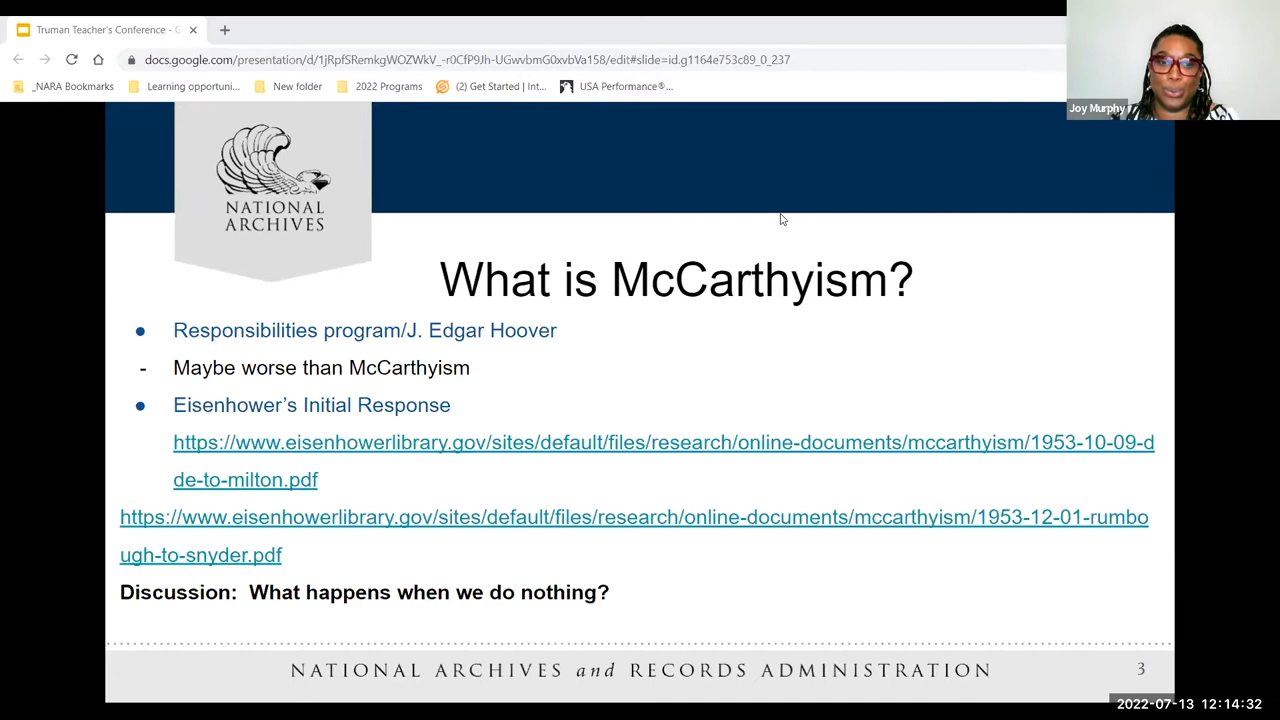 Truman Teacher's Conference - G
docs.google.com/presentation/d/1jRpfSRemkgWOZWkV_-r0CfP9Jh-UGwvbmG0xvbVa158/edit#slide=id.g1164e753c89_0_237
_NARA Bookmarks
Learning opportuni...
New folder
2022 Programs
(2) Get Started | Int...
USA Performance®...
Joy Murphy
NATIONAL
ARCHIVES
What is McCarthyism?
● Responsibilities program/J. Edgar Hoover
- Maybe worse than McCarthyism
● Eisenhower's Initial Response
https://www.eisenhowerlibrary.gov/sites/default/files/research/online-documents/mccarthyism/1953-10-09-d
de-to-milton.pdf
https://www.eisenhowerlibrary.gov/sites/default/files/research/online-documents/mccarthyism/1953-12-01-rumbo
ugh-to-snyder.pdf
Discussion: What happens when we do nothing?
NATIONAL ARCHIVES and RECORDS ADMINISTRATION
3
2022-07-13 12:14:32